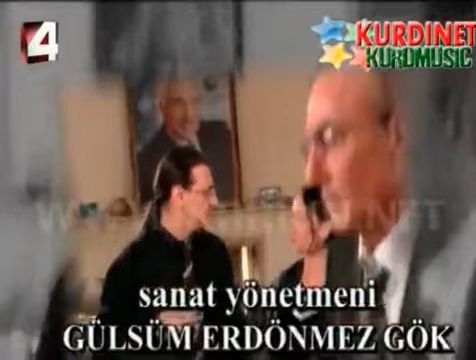 4
KURDINET
KURDMUSIC
sanat yönetmeni
GÜLSÜM ERDÖNMEZ GÖK